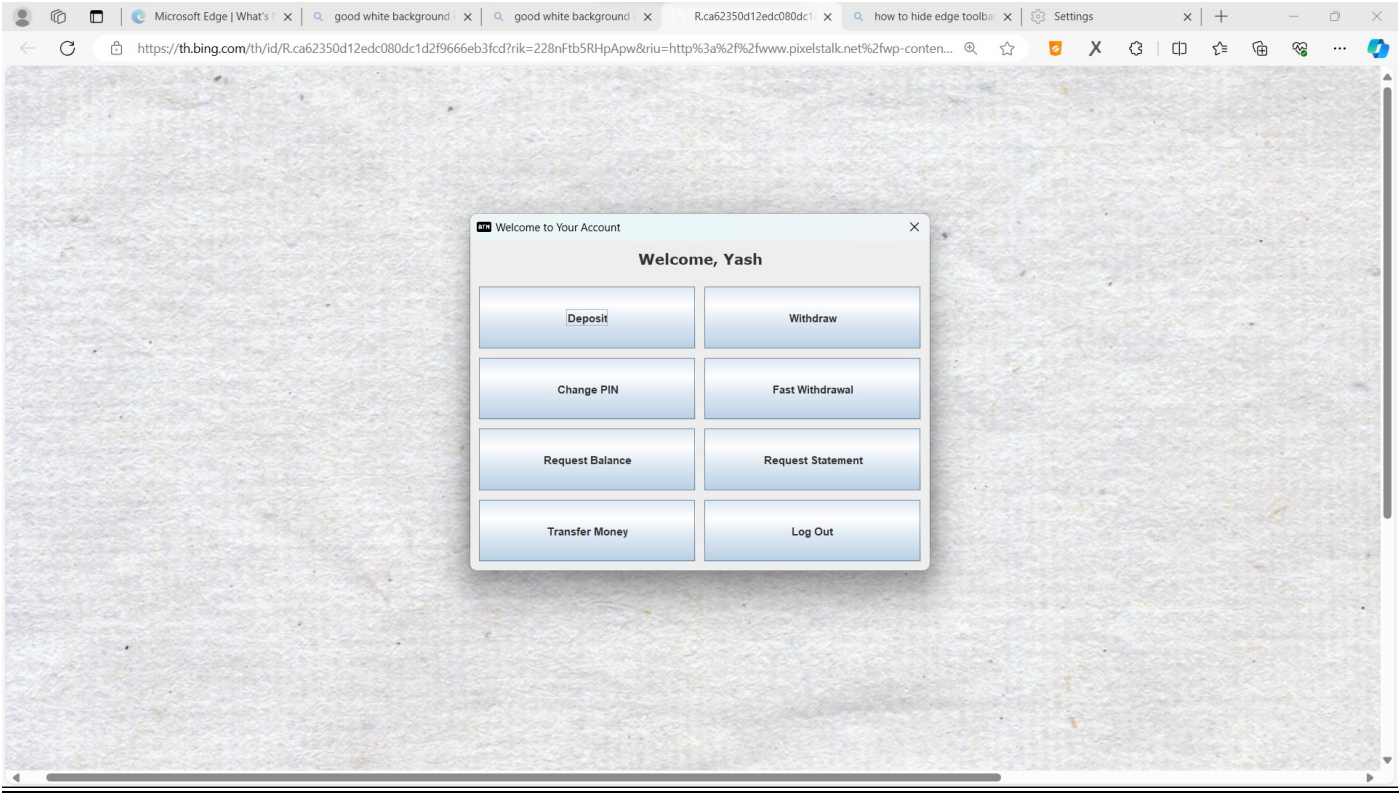 Microsoft Edge | What's
good white background
good white background
R.ca62350d12edc080dc1
how to hide edge toolba
Settings
https://th.bing.com/th/id/R.ca62350d12edc080dc1d2f9666eb3fcd?rik=228nFtb5RHpApw&riu=http%3a%2f%2fwww.pixelstalk.net%2fwp-conten...
ATM Welcome to Your Account
Welcome, Yash
Deposit
Withdraw
Change PIN
Fast Withdrawal
Request Balance
Request Statement
Transfer Money
Log Out